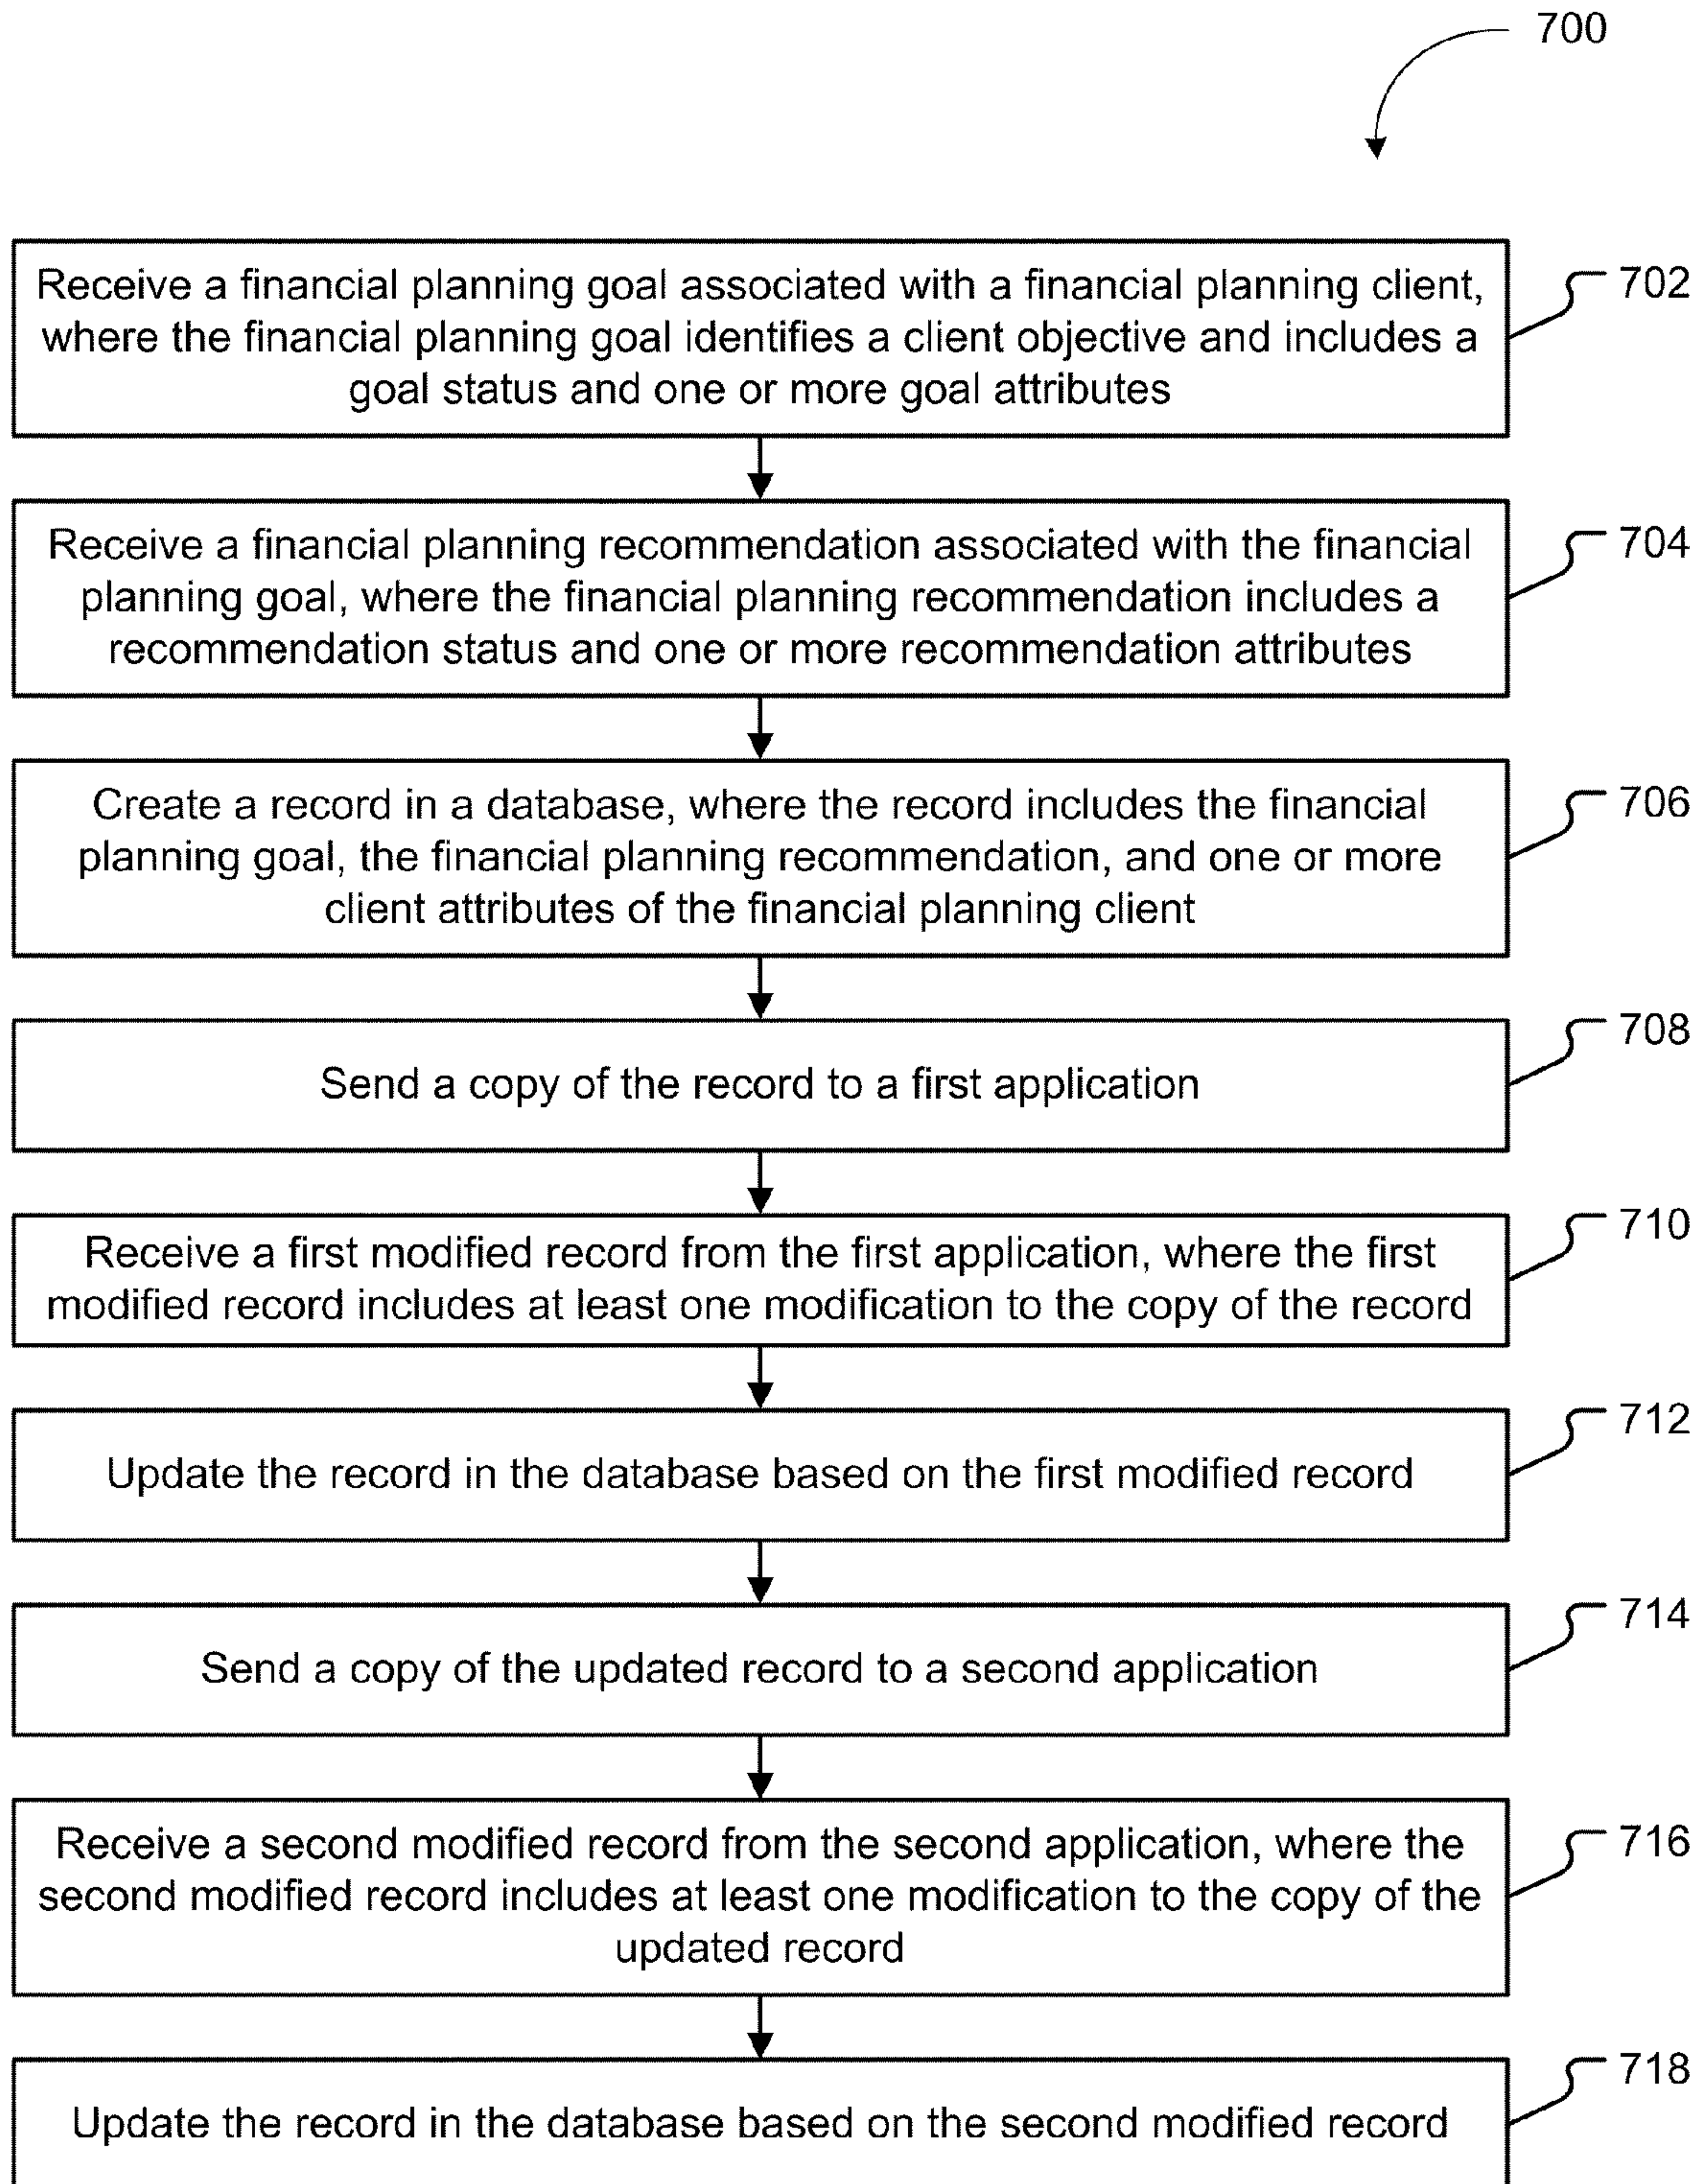 700
Receive a financial planning goal associated with a financial planning client,
where the financial planning goal identifies a client objective and includes a
goal status and one or more goal attributes
702
Receive a financial planning recommendation associated with the financial
planning goal, where the financial planning recommendation includes a
recommendation status and one or more recommendation attributes
704
Create a record in a database, where the record includes the financial
planning goal, the financial planning recommendation, and one or more
client attributes of the financial planning client
706
Send a copy of the record to a first application
708
Receive a first modified record from the first application, where the first
modified record includes at least one modification to the copy of the record
710
Update the record in the database based on the first modified record
712
Send a copy of the updated record to a second application
714
Receive a second modified record from the second application, where the
second modified record includes at least one modification to the copy of the
updated record
716
Update the record in the database based on the second modified record
718